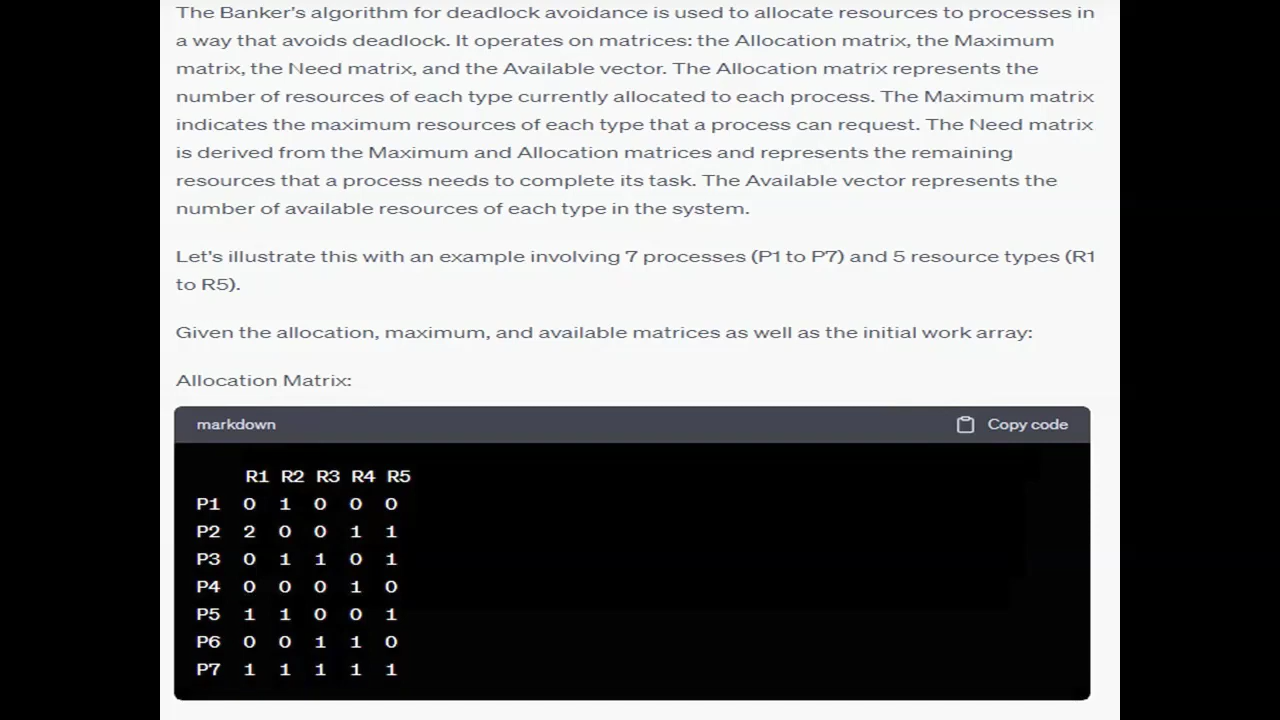 The Banker's algorithm for deadlock avoidance is used to allocate resources to processes in
a way that avoids deadlock. It operates on matrices: the Allocation matrix, the Maximum
matrix, the Need matrix, and the Available vector. The Allocation matrix represents the
number of resources of each type currently allocated to each process. The Maximum matrix
indicates the maximum resources of each type that a process can request. The Need matrix
is derived from the Maximum and Allocation matrices and represents the remaining
resources that a process needs to complete its task. The Available vector represents the
number of available resources of each type in the system.
Let's illustrate this with an example involving 7 processes (P1 to P7) and 5 resource types (R1
to R5).
Given the allocation, maximum, and available matrices as well as the initial work array:
Allocation Matrix:
markdown Copy code
R1 R2 R3 R4 R5
P1 0 1 0 0 0
P2 2 0 0 1 1
P3 0 1 1 0 1
P4 0 0 0 1 0
P5 1 1 0 0 1
P6 0 0 1 1 0
P7 1 1 1 1 1